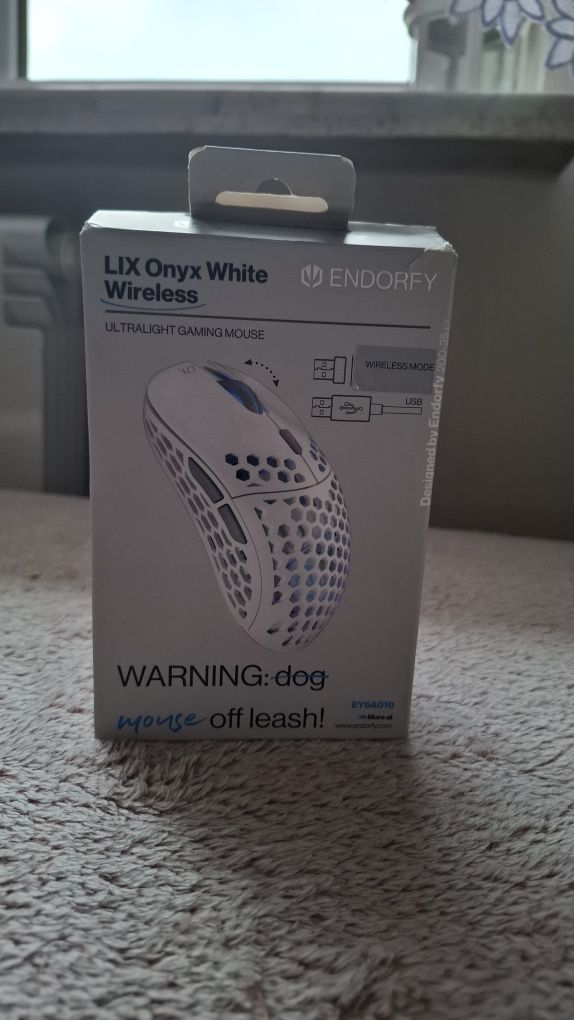 LIX Onyx White
Wireless
ENDORFY
ULTRALIGHT GAMING MOUSE
LIX
WIRELESS MODE
USB
Designed by Endorfy
WARNING: dog
mouse off leash!
EY6A010
More at
www.endorfy.com